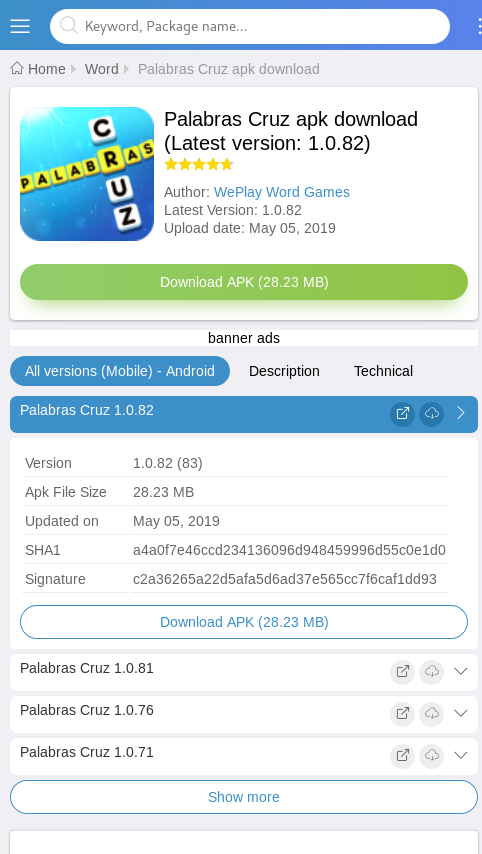 Keyword, Package name...
Home Word Palabras Cruz apk download
PALABRAS
CRUZ
Palabras Cruz apk download
(Latest version: 1.0.82)
Author: WePlay Word Games
Latest Version: 1.0.82
Upload date: May 05, 2019
Download APK (28.23 MB)
banner ads
All versions (Mobile) - Android Description Technical
Palabras Cruz 1.0.82
Version 1.0.82 (83)
Apk File Size 28.23 MB
Updated on May 05, 2019
SHA1 a4a0f7e46ccd234136096d948459996d55c0e1d0
Signature c2a36265a22d5afa5d6ad37e565cc7f6caf1dd93
Download APK (28.23 MB)
Palabras Cruz 1.0.81
Palabras Cruz 1.0.76
Palabras Cruz 1.0.71
Show more